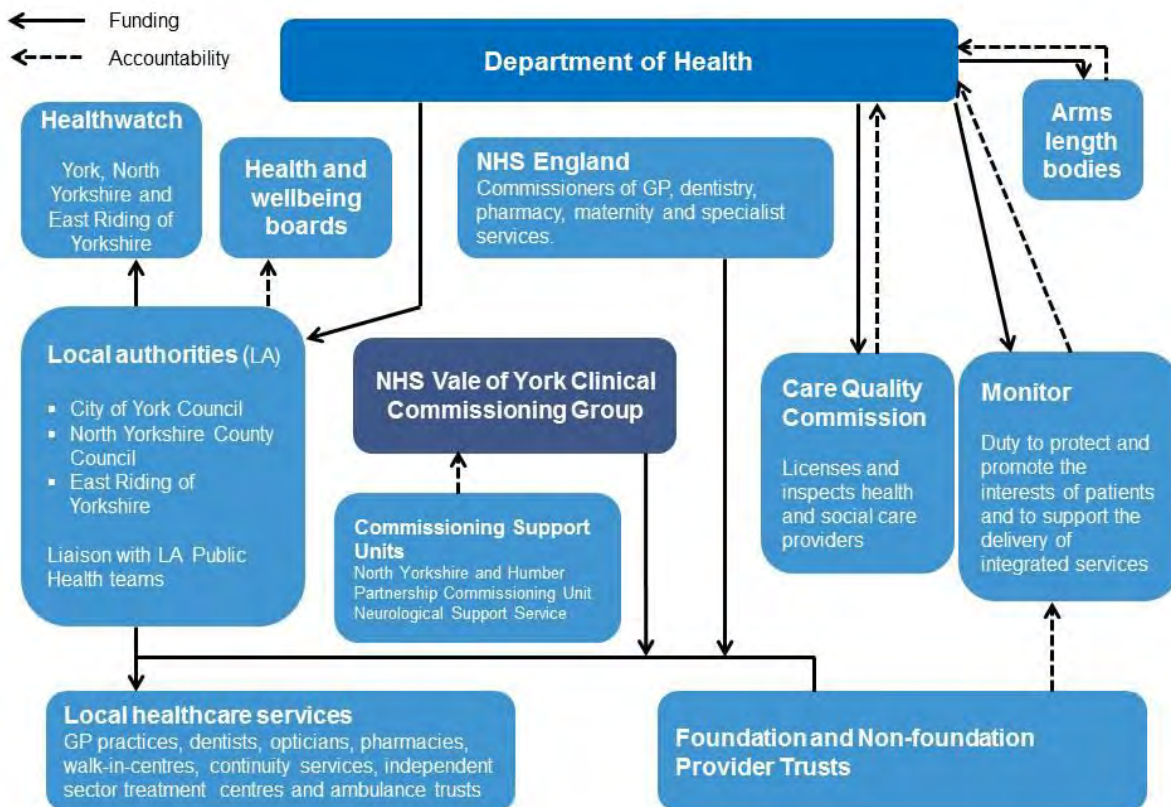 Funding
Accountability
Department of Health
Healthwatch
York, North
Yorkshire and
East Riding of
Yorkshire
Health and
wellbeing
boards
NHS England
Commissioners of GP, dentistry,
pharmacy, maternity and specialist
services.
Arms
length
bodies
Local authorities (LA)
▪ City of York Council
▪ North Yorkshire County
Council
▪ East Riding of
Yorkshire
Liaison with LA Public
Health teams
NHS Vale of York Clinical
Commissioning Group
Commissioning Support
Units
North Yorkshire and Humber
Partnership Commissioning Unit
Neurological Support Service
Care Quality
Commission
Licenses and
inspects health
and social care
providers
Monitor
Duty to protect and
promote the
interests of patients
and to support the
delivery of
integrated services
Local healthcare services
GP practices, dentists, opticians, pharmacies,
walk-in-centres, continuity services, independent
sector treatment centres and ambulance trusts
Foundation and Non-foundation
Provider Trusts